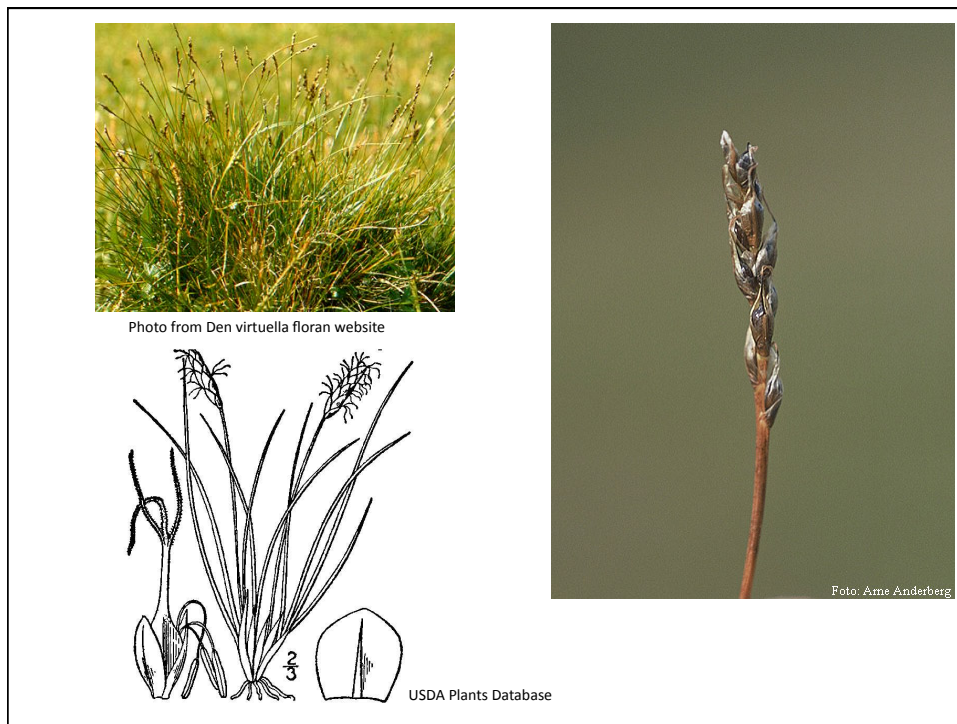 Photo from Den virtuella floran website
Foto: Arne Anderberg
2
3
USDA Plants Database